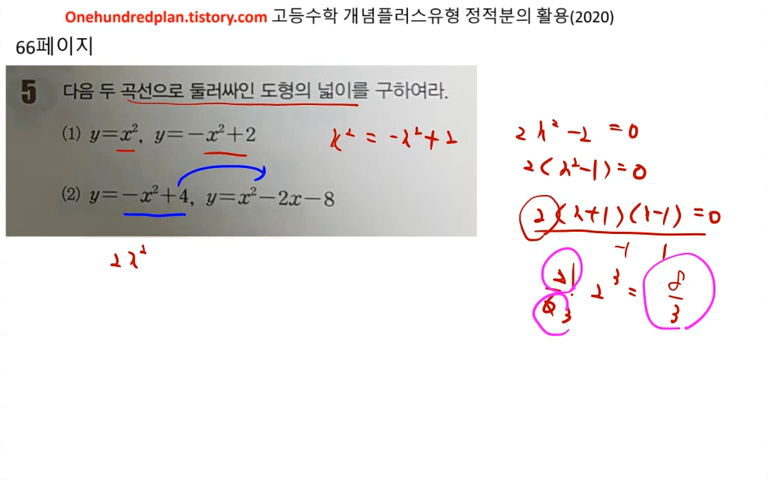 Onehundredplan.tistory.com 고등수학 개념플러스유형 정적분의 활용(2020)
66페이지
5 다음 두 곡선으로 둘러싸인 도형의 넓이를 구하여라.
(1) y=x², y=-x²+2
(2) y=-x²+4, y=x²-2x-8
x² = -x²+2
2x²
2x²-2=0
2(x²-1)=0
2(x+1)(x-1)=0
-1 1
2³ = 8/3